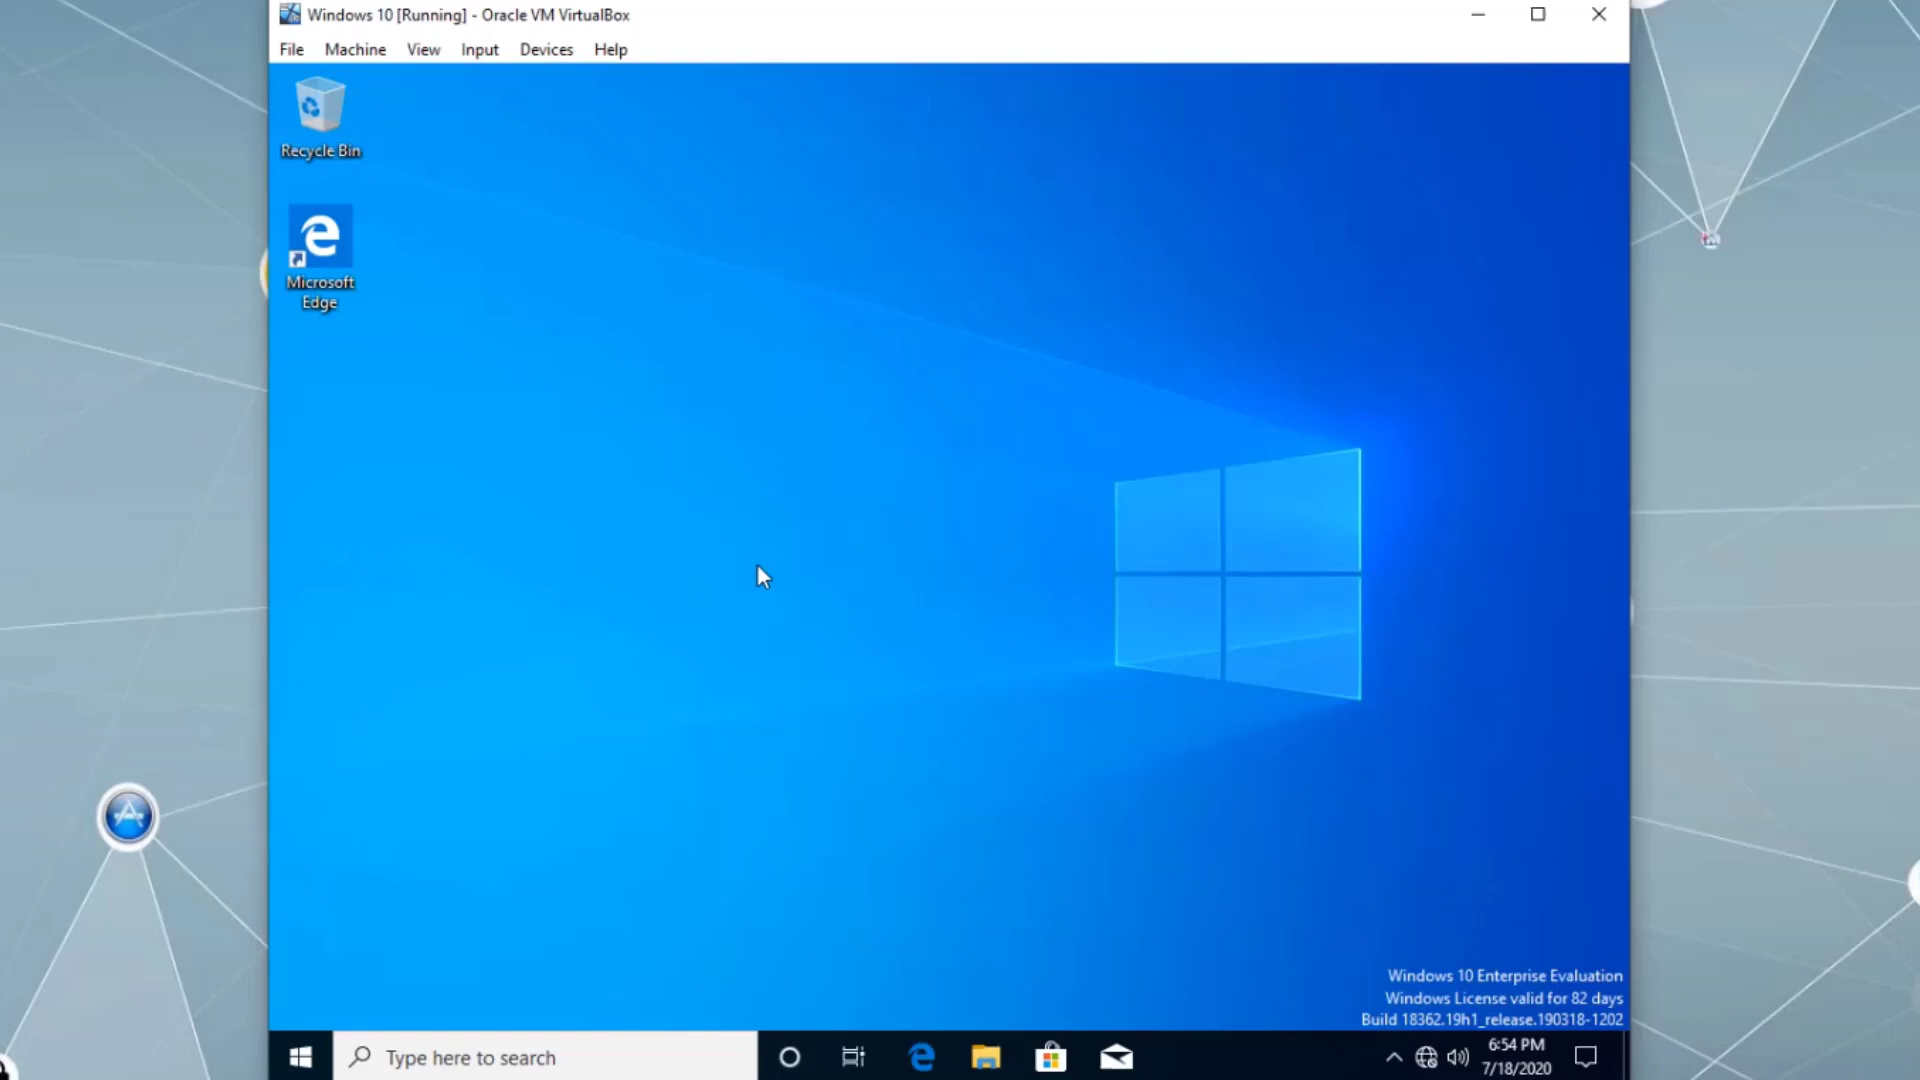 Windows 10 [Running] - Oracle VM VirtualBox
File Machine View Input Devices Help
Recycle Bin
Microsoft
Edge
Windows 10 Enterprise Evaluation
Windows License valid for 82 days
Build 18362.19h1_release.190318-1202
Type here to search
6:54 PM
7/18/2020